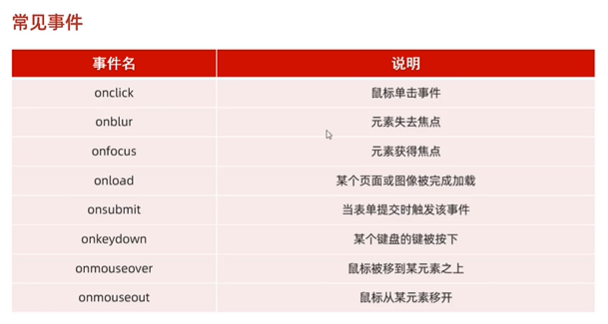 常见事件
事件名 说明
onclick 鼠标单击事件
onblur 元素失去焦点
onfocus 元素获得焦点
onload 某个页面或图像被完成加载
onsubmit 当表单提交时触发该事件
onkeydown 某个键盘的键被按下
onmouseover 鼠标被移到某元素之上
onmouseout 鼠标从某元素移开